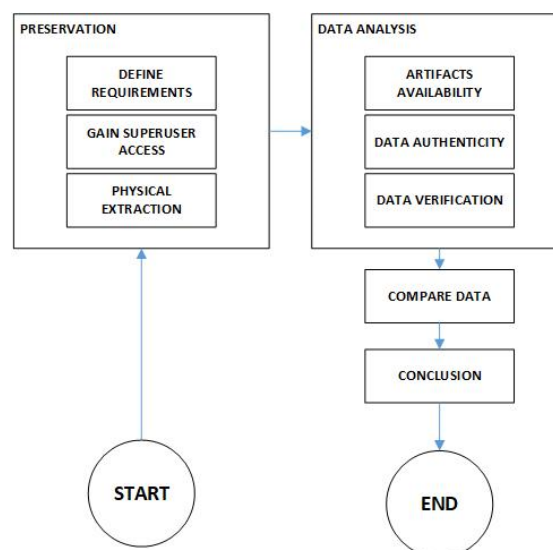 PRESERVATION
DEFINE
REQUIREMENTS
GAIN SUPERUSER
ACCESS
PHYSICAL
EXTRACTION
DATA ANALYSIS
ARTIFACTS
AVAILABILITY
DATA AUTHENTICITY
DATA VERIFICATION
COMPARE DATA
CONCLUSION
START
END